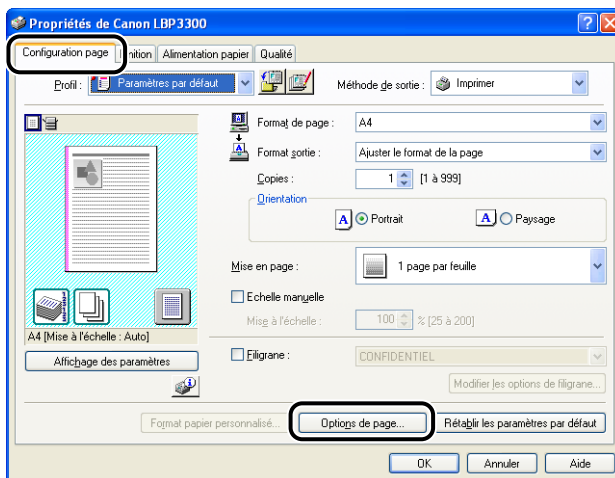 Propriétés de Canon LBP3300
Configuration page nition Alimentation papier Qualité
Profil : Paramètres par défaut Méthode de sortie : Imprimer
Format de page : A4
Format sortie : Ajuster le format de la page
Copies : 1 [1 à 999]
Orientation
A Portrait A Paysage
Mise en page : 1 page par feuille
Echelle manuelle
Mise à l'échelle : 100 % [25 à 200]
A4 [Mise à l'échelle : Auto]
Affichage des paramètres
Filigrane : CONFIDENTIEL
Modifier les options de filigrane...
Format papier personnalisé... Options de page... Rétablir les paramètres par défaut
OK Annuler Aide